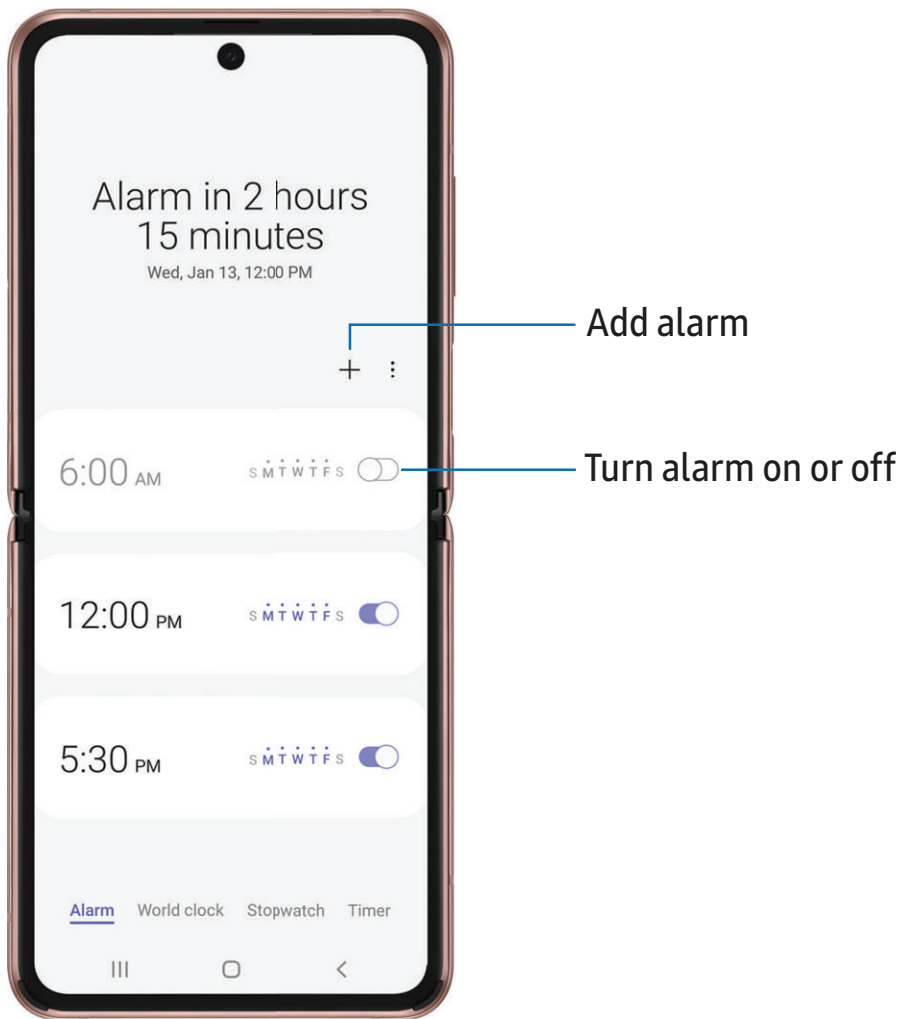 Alarm in 2 hours
15 minutes
Wed, Jan 13, 12:00 PM
Add alarm
6:00 AM S M T W T F S
Turn alarm on or off
12:00 PM S M T W T F S
5:30 PM S M T W T F S
Alarm World clock Stopwatch Timer